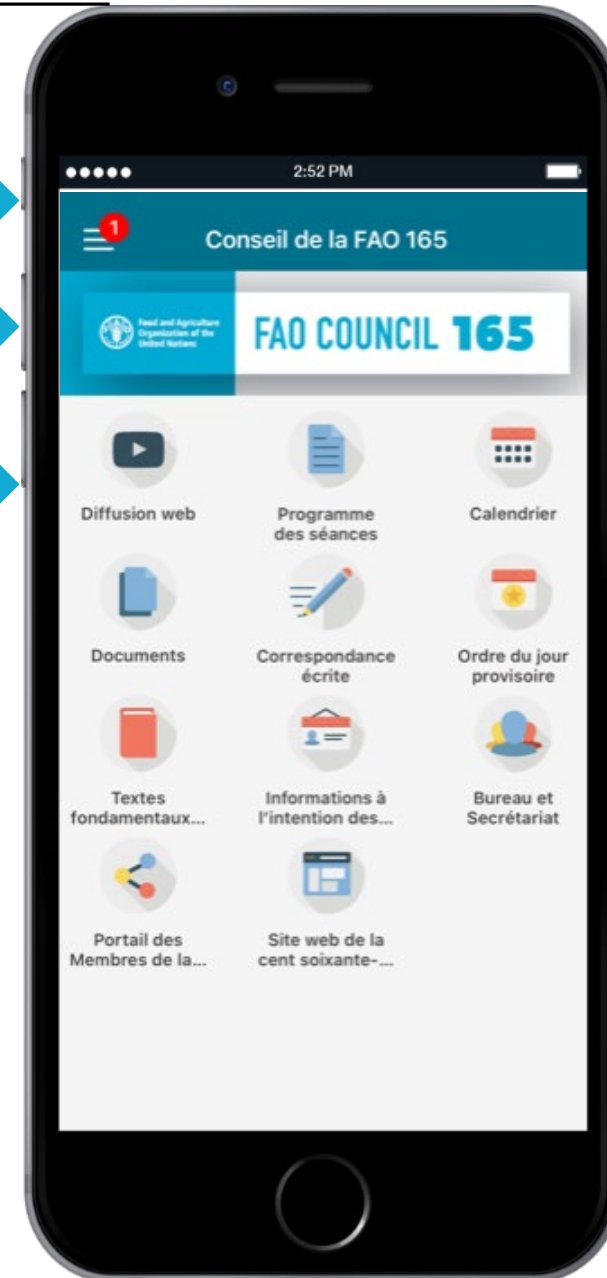 2:52 PM
1
Conseil de la FAO 165
Food and Agriculture
Organization of the
United Nations
FAO COUNCIL 165
Diffusion web
Programme
des séances
Calendrier
Documents
Correspondance
écrite
Ordre du jour
provisoire
Textes
fondamentaux...
Informations à
l'intention des...
Bureau et
Secrétariat
Portail des
Membres de la...
Site web de la
cent soixante-...